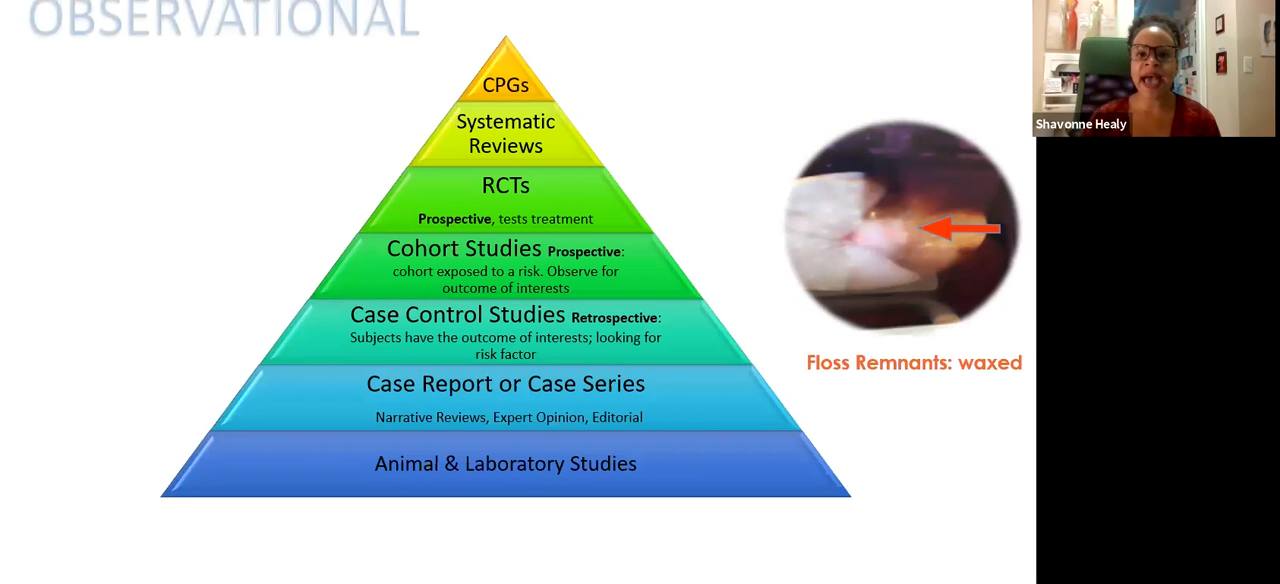 OBSERVATIONAL
CPGs
Systematic
Reviews
RCTs
Prospective, tests treatment
Cohort Studies Prospective:
cohort exposed to a risk. Observe for
outcome of interests
Case Control Studies Retrospective:
Subjects have the outcome of interests; looking for
risk factor
Case Report or Case Series
Narrative Reviews, Expert Opinion, Editorial
Animal & Laboratory Studies
Floss Remnants: waxed
Shavonne Healy